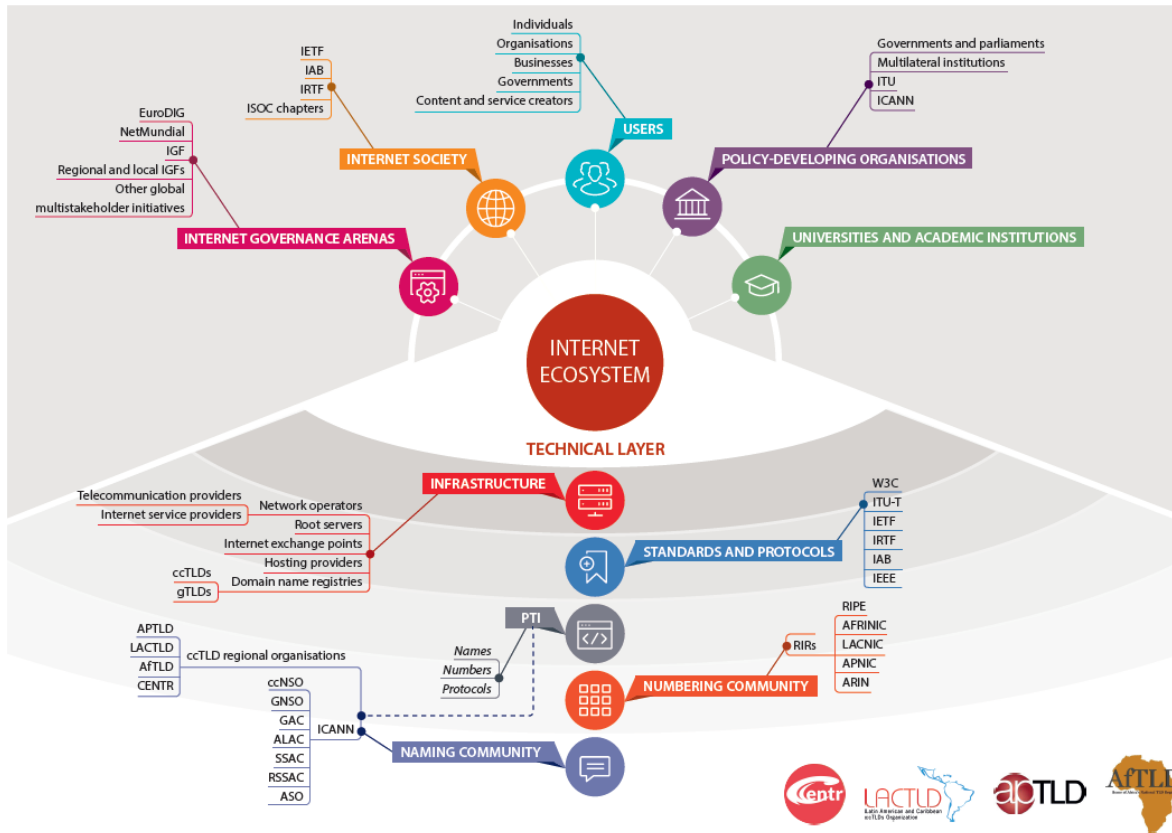 Individuals
Organisations
Businesses
Governments
Content and service creators
USERS
IETF
IAB
IRTF
ISOC chapters
INTERNET SOCIETY
Governments and parliaments
Multilateral institutions
ITU
ICANN
POLICY-DEVELOPING ORGANISATIONS
EuroDIG
NetMundial
IGF
Regional and local IGFs
Other global
multistakeholder initiatives
INTERNET GOVERNANCE ARENAS
UNIVERSITIES AND ACADEMIC INSTITUTIONS
INTERNET
ECOSYSTEM
TECHNICAL LAYER
INFRASTRUCTURE
Telecommunication providers
Internet service providers
Network operators
Root servers
Internet exchange points
Hosting providers
Domain name registries
ccTLDs
gTLDs
STANDARDS AND PROTOCOLS
W3C
ITU-T
IETF
IRTF
IAB
IEEE
PTI
Names
Numbers
Protocols
NUMBERING COMMUNITY
RIRs
RIPE
AFRINIC
LACNIC
APNIC
ARIN
APTLD
LACTLD
AfTLD
CENTR
ccTLD regional organisations
ccNSO
GNSO
GAC
ALAC
SSAC
RSSAC
ASO
ICANN
NAMING COMMUNITY
Centr
LACTLD
Latin American and Caribbean
ccTLDs Organization
apTLD
AfTLD